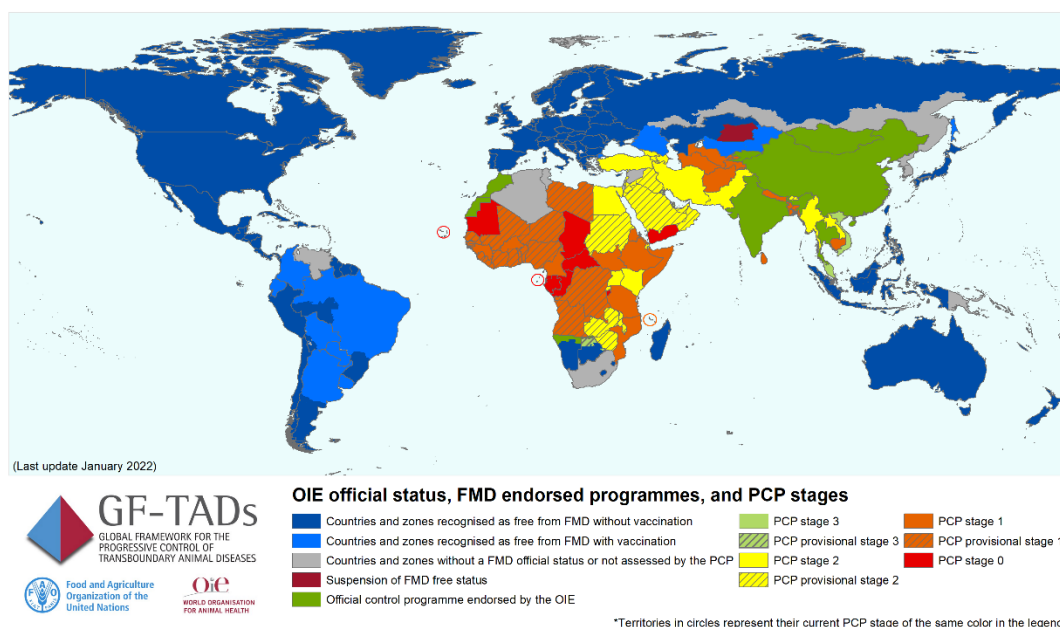 (Last update January 2022)
GF-TADs
GLOBAL FRAMEWORK FOR THE
PROGRESSIVE CONTROL OF
TRANSBOUNDARY ANIMAL DISEASES
Food and Agriculture
Organization of the
United Nations
Oie
WORLD ORGANISATION
FOR ANIMAL HEALTH
OIE official status, FMD endorsed programmes, and PCP stages
Countries and zones recognised as free from FMD without vaccination
Countries and zones recognised as free from FMD with vaccination
Countries and zones without a FMD official status or not assessed by the PCP
Suspension of FMD free status
Official control programme endorsed by the OIE
PCP stage 3
PCP provisional stage 3
PCP stage 2
PCP provisional stage 2
PCP stage 1
PCP provisional stage 1
PCP stage 0
*Territories in circles represent their current PCP stage of the same color in the legend